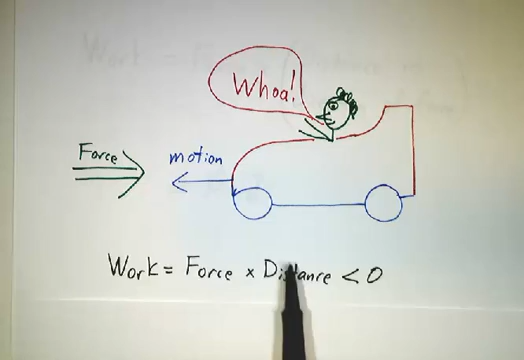 Whoa!
Force
motion
Work = Force x Distance < 0